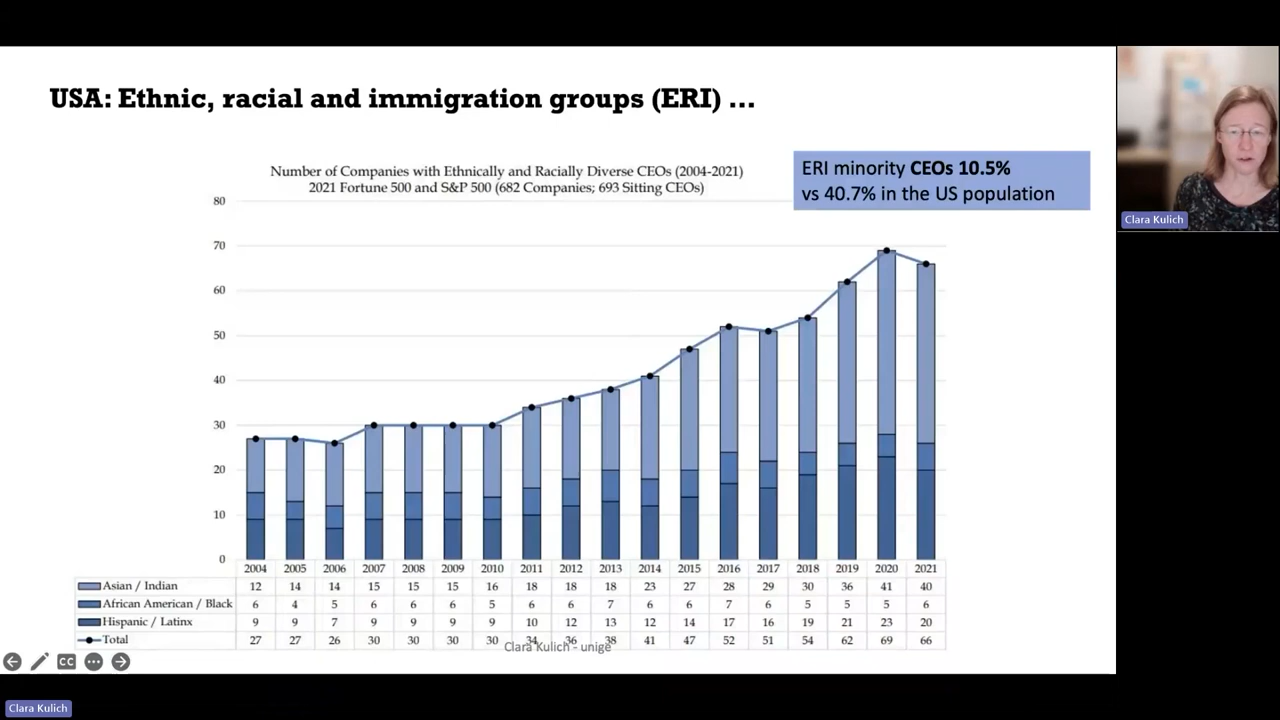 USA: Ethnic, racial and immigration groups (ERI) ...
Number of Companies with Ethnically and Racially Diverse CEOs (2004-2021)
2021 Fortune 500 and S&P 500 (682 Companies; 693 Sitting CEOs)
ERI minority CEOs 10.5%
vs 40.7% in the US population
Clara Kulich
80
70
60
50
40
30
20
10
0
2004 2005 2006 2007 2008 2009 2010 2011 2012 2013 2014 2015 2016 2017 2018 2019 2020 2021
Asian / Indian 12 14 14 15 15 15 16 18 18 18 23 27 28 29 30 36 41 40
African American / Black 6 4 5 6 6 6 5 6 6 7 6 6 7 6 5 5 5 6
Hispanic / Latinx 9 9 7 9 9 9 9 10 12 13 12 14 17 16 19 21 23 20
Total 27 27 26 30 30 30 30 34 36 38 41 47 52 51 54 62 69 66
Clara Kulich - unige
CC
Clara Kulich